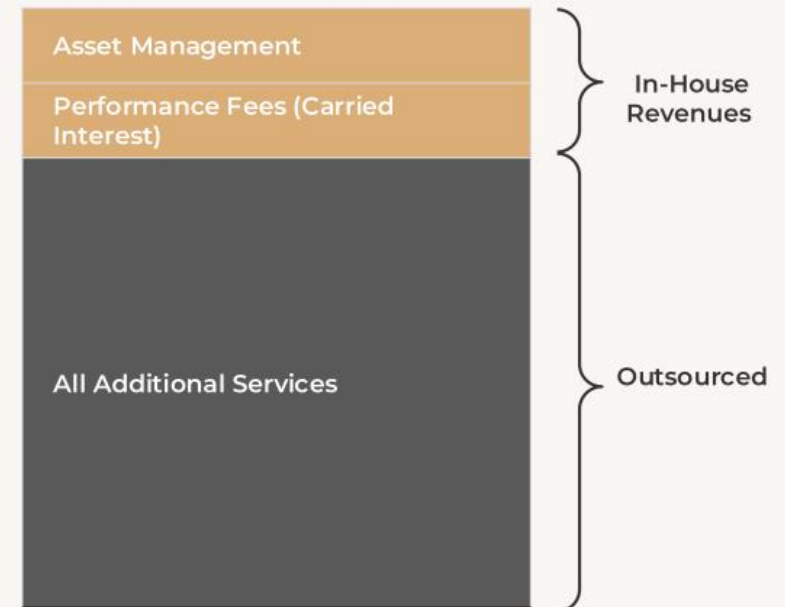 Asset Management
Performance Fees (Carried
Interest)
In-House
Revenues
All Additional Services
Outsourced